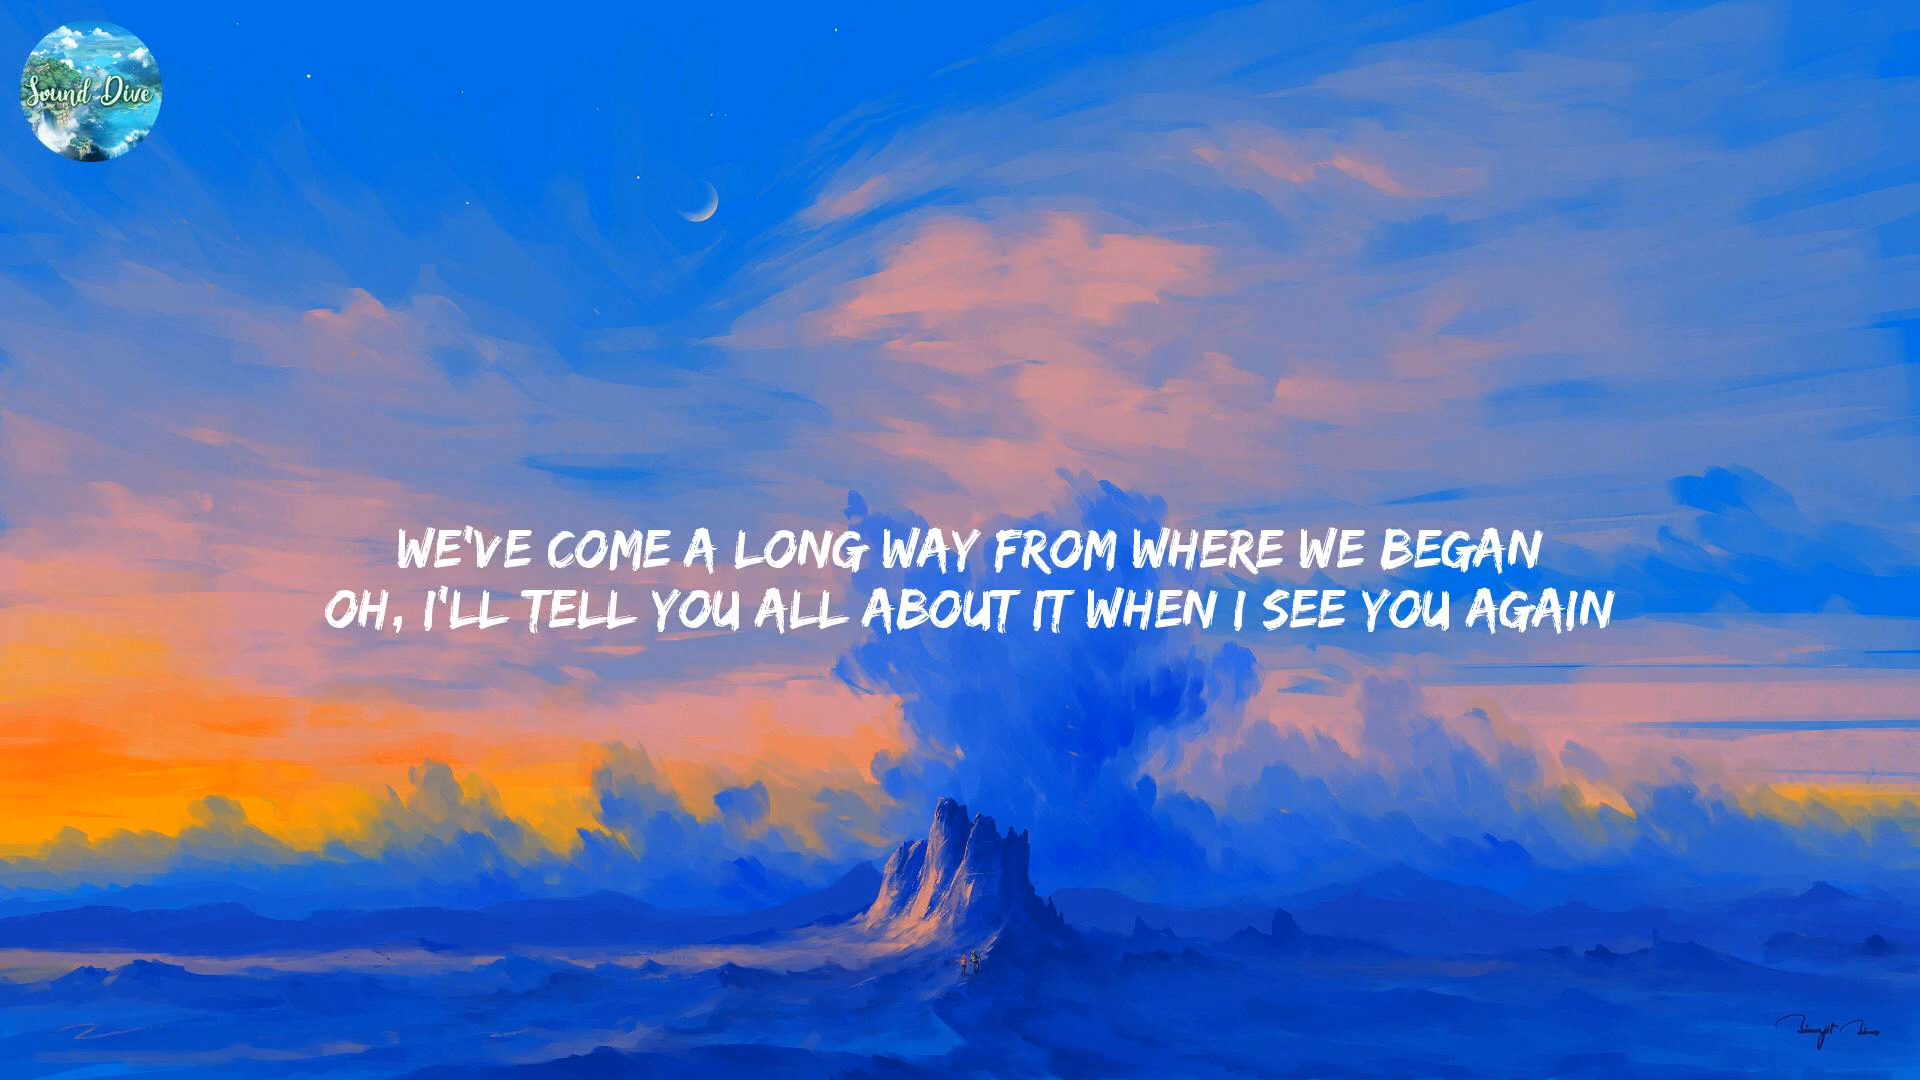 Sound Dive
WE'VE COME A LONG WAY FROM WHERE WE BEGAN
OH, I'LL TELL YOU ALL ABOUT IT WHEN I SEE YOU AGAIN